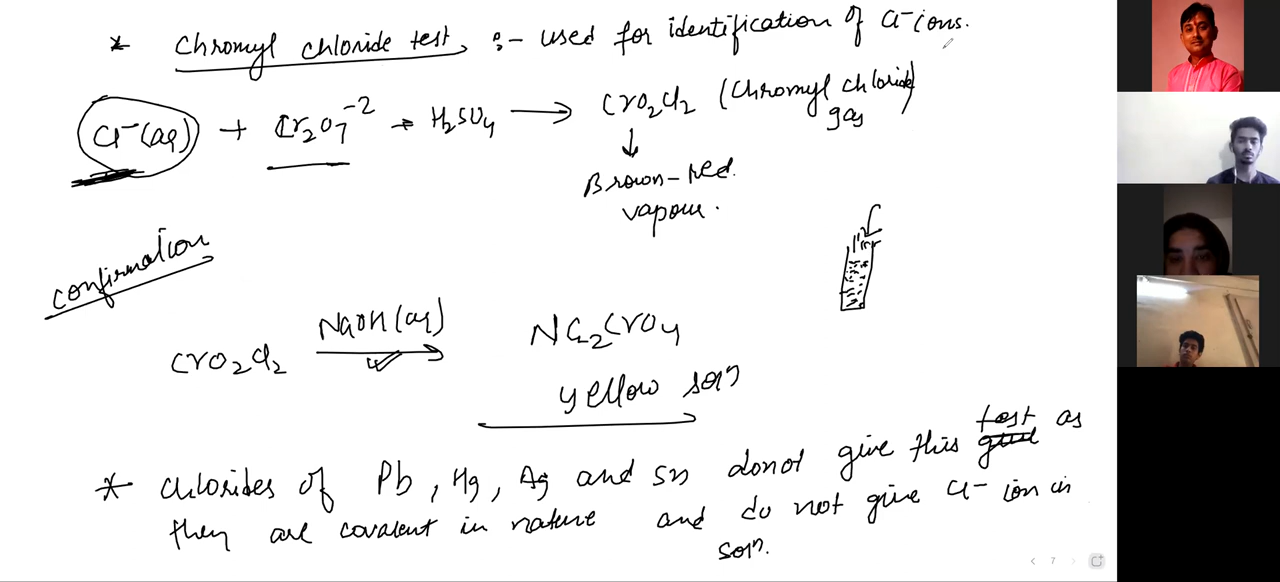 * Chromyl chloride test :- used for identification of Cl⁻ ions.
Cl⁻(aq) + Cr₂O₇⁻² + H₂SO₄ → CrO₂Cl₂ (Chromyl chloride gas)
↓
Brown-red
vapour.
Confirmation
CrO₂Cl₂ NaOH(aq) → Na₂CrO₄
yellow soln
* chlorides of Pb, Hg, Ag and Sn donot give this test as
they are covalent in nature and do not give Cl⁻ ion in
soln.
7